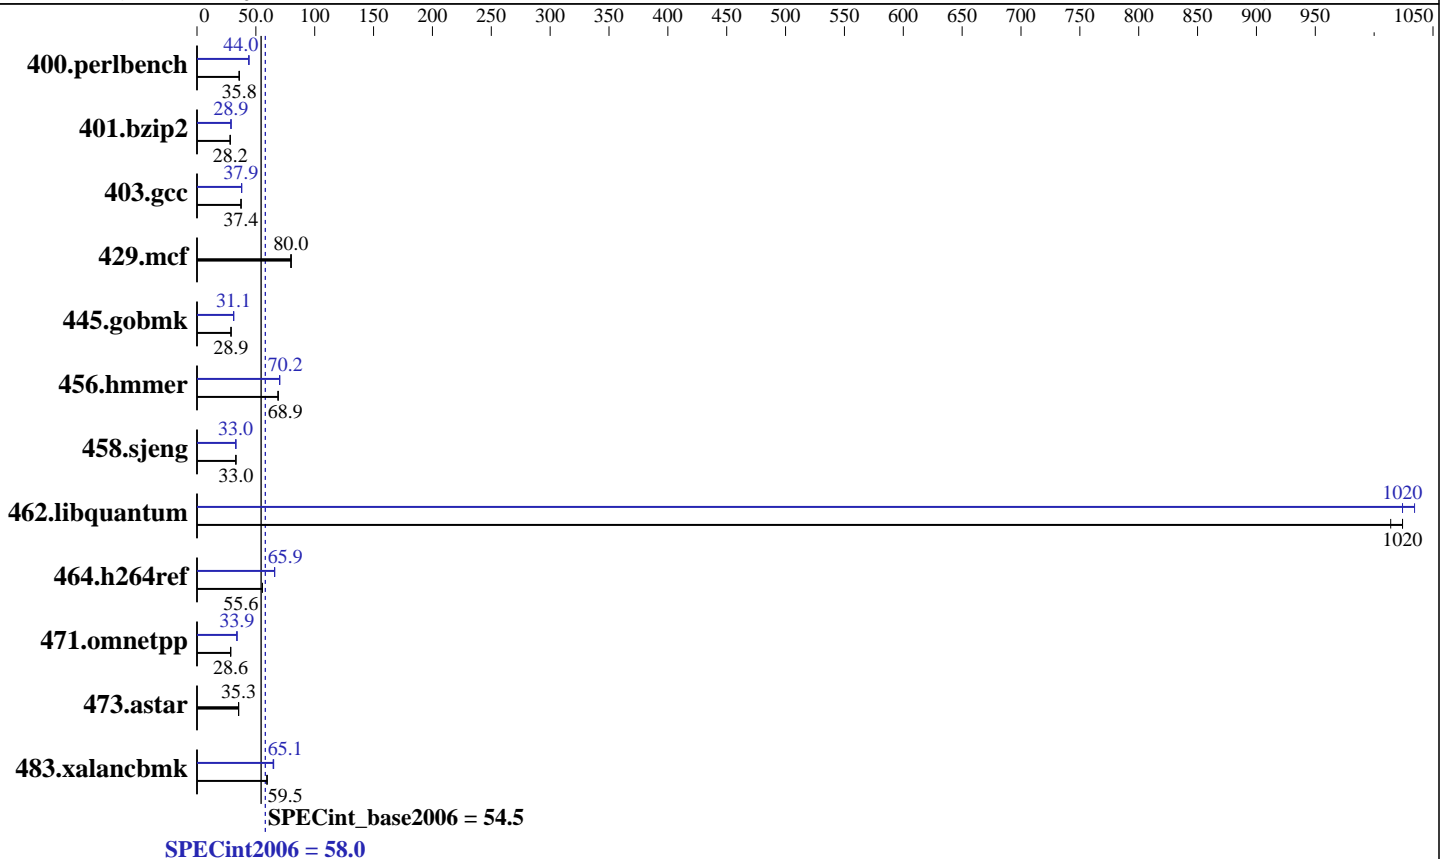 0 50.0 100 150 200 250 300 350 400 450 500 550 600 650 700 750 800 850 900 950 1050
44.0
400.perlbench
35.8
28.9
401.bzip2
28.2
37.9
403.gcc
37.4
80.0
429.mcf
31.1
445.gobmk
28.9
70.2
456.hmmer
68.9
33.0
458.sjeng
33.0
1020
462.libquantum
1020
65.9
464.h264ref
55.6
33.9
471.omnetpp
28.6
35.3
473.astar
65.1
483.xalancbmk
59.5
SPECint_base2006 = 54.5
SPECint2006 = 58.0